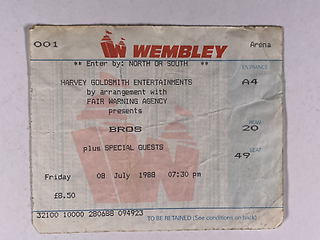 001 WEMBLEY Arena
** Enter by: NORTH OR SOUTH **
ENTRANCE
HARVEY GOLDSMITH ENTERTAINMENTS A4
by arrangement with
FAIR WARNING AGENCY
presents
ROW
BROS 20
plus SPECIAL GUESTS
SEAT
49
Friday 08 July 1988 07:30 pm
£8.50
32100 10000 280688 094923 TO BE RETAINED (See conditions on back)